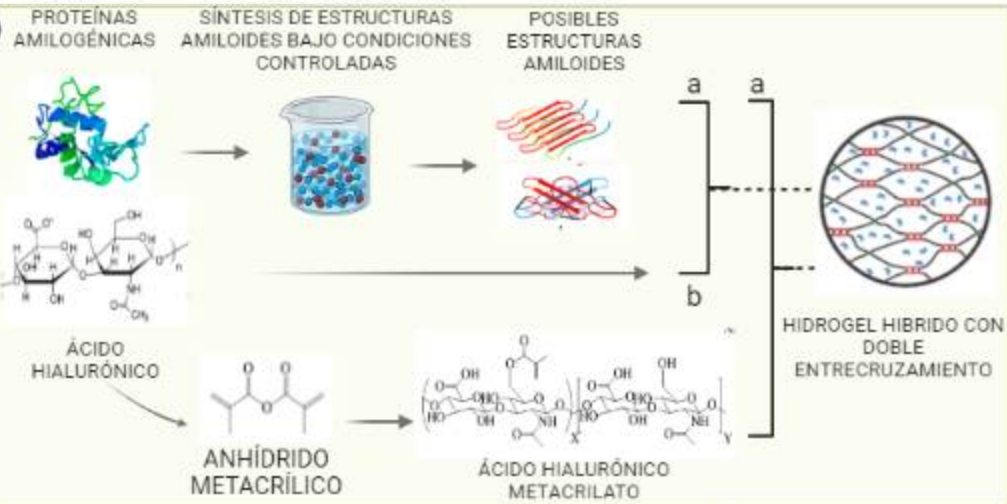 PROTEÍNAS
AMILOGÉNICAS
SÍNTESIS DE ESTRUCTURAS
AMILOIDES BAJO CONDICIONES
CONTROLADAS
POSIBLES
ESTRUCTURAS
AMILOIDES
a
a
b
ÁCIDO
HIALURÓNICO
ANHÍDRIDO
METACRÍLICO
ÁCIDO HIALURÓNICO
METACRILATO
HIDROGEL HIBRIDO CON
DOBLE
ENTRECRUZAMIENTO